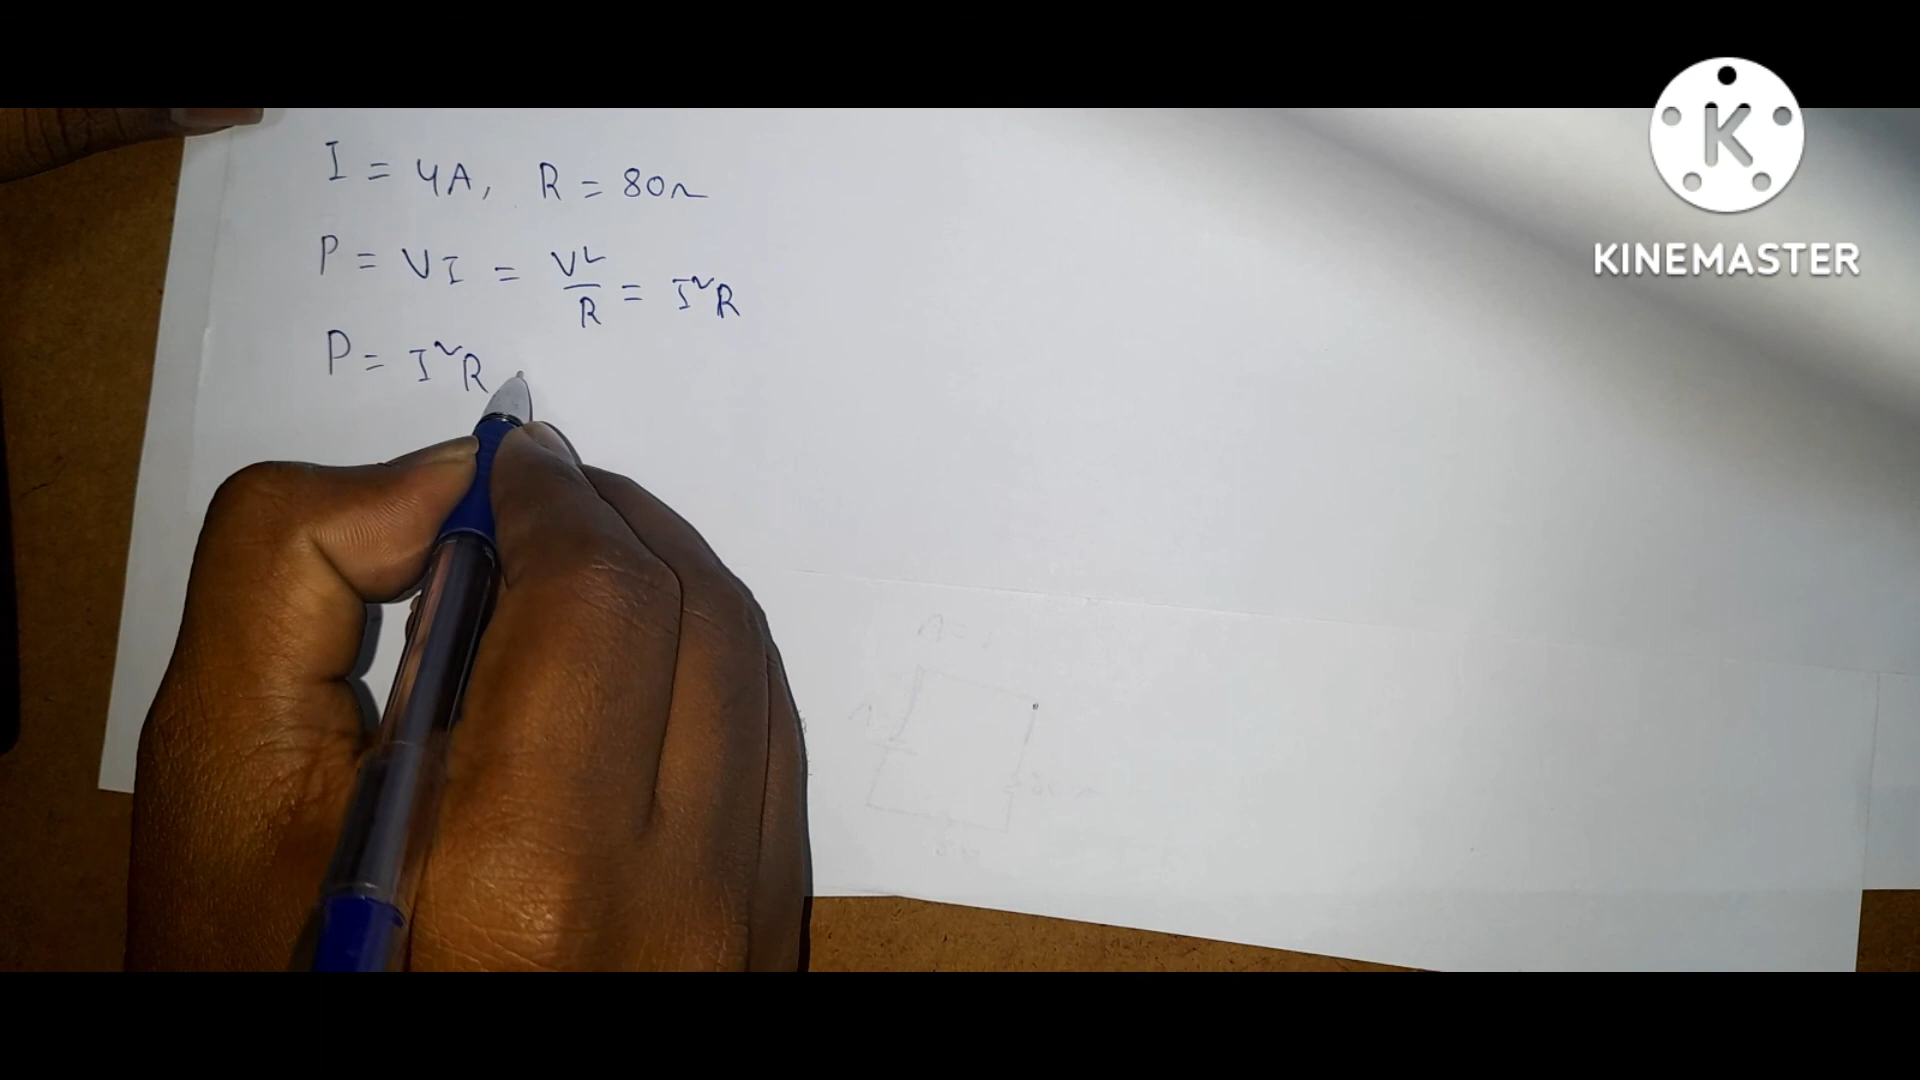 I = 4A, R = 80Ω
P = VI = V²/R = I²R
P = I²R
K
KINEMASTER